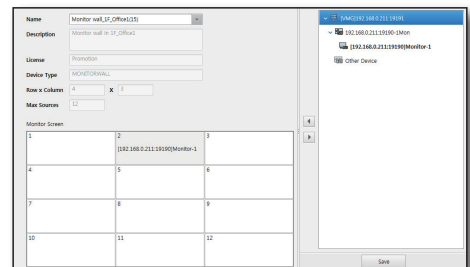 Name Monitor wall_1F_Office1(15)
Description Monitor wall in 1F_Office1
License Promotion
Device Type MONITORWALL
Row x Column 4 X 3
Max Sources 12
Monitor Screen
1 2 3
[192.168.0.211:19190]Monitor-1
4 5 6
7 8 9
10 11 12
[VMG]192.168.0.211:19191
192.168.0.211:19190-1Mon
[192.168.0.211:19190]Monitor-1
Other Device
Save